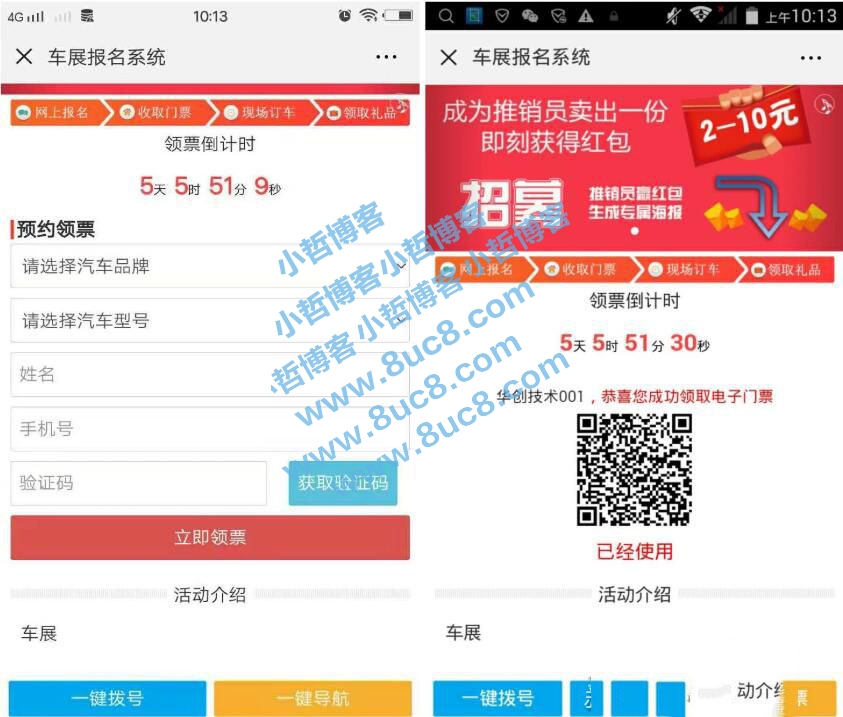 4G
10:13
车展报名系统
网上报名
收取门票
现场订车
领取礼品
领票倒计时
5天 5时 51分 9秒
预约领票
请选择汽车品牌
请选择汽车型号
姓名
手机号
验证码
获取验证码
立即领票
活动介绍
车展
一键拨号
一键导航
上午10:13
车展报名系统
成为推销员卖出一份
即刻获得红包
2-10元
招募
推销员赢红包
生成专属海报
网上报名
收取门票
现场订车
领取礼品
领票倒计时
5天 5时 51分 30秒
华创技术001，恭喜您成功领取电子门票
已经使用
活动介绍
车展
一键拨号
动介
票
小哲博客 小哲博客
小哲博客 小哲博客
小哲博客 小哲博客
www.8uc8.com
www.8uc8.com
www.8uc8.com